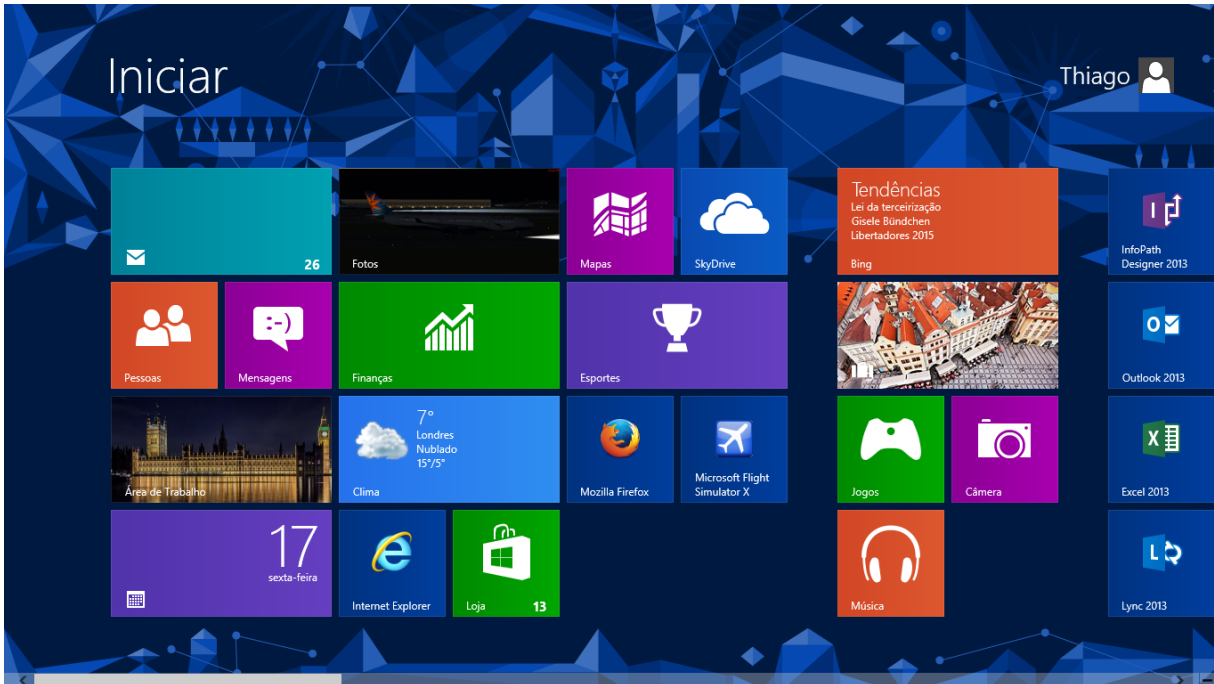 Iniciar
Thiago
26
Fotos
Mapas
SkyDrive
Tendências
Lei da terceirização
Gisele Bündchen
Libertadores 2015
Bing
InfoPath
Designer 2013
Pessoas
:-)
Mensagens
Finanças
Esportes
Outlook 2013
Área de Trabalho
7°
Londres
Nublado
15°/5°
Clima
Mozilla Firefox
Microsoft Flight
Simulator X
Jogos
Câmera
Excel 2013
17
sexta-feira
Internet Explorer
Loja
13
Música
Lync 2013